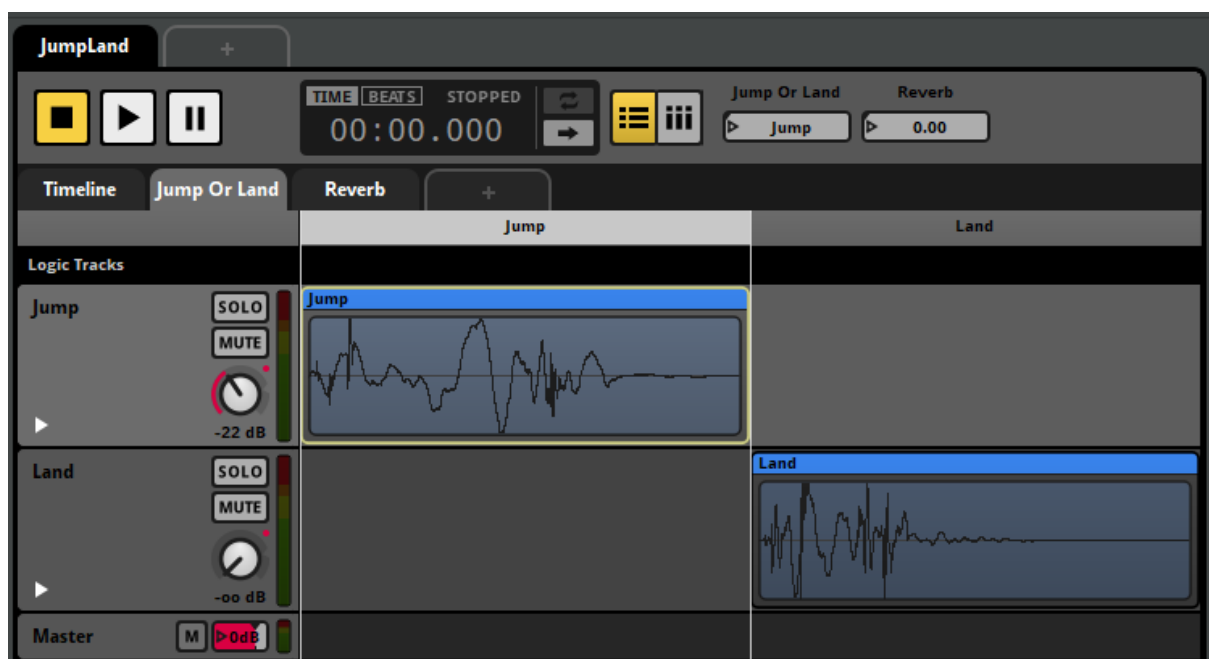 JumpLand +
TIME BEATS STOPPED
00:00.000
Jump Or Land Reverb
Jump 0.00
Timeline Jump Or Land Reverb +
Jump Land
Logic Tracks
Jump SOLO
MUTE
-22 dB
Jump
Land SOLO
MUTE
-oo dB
Land
Master M 0dB